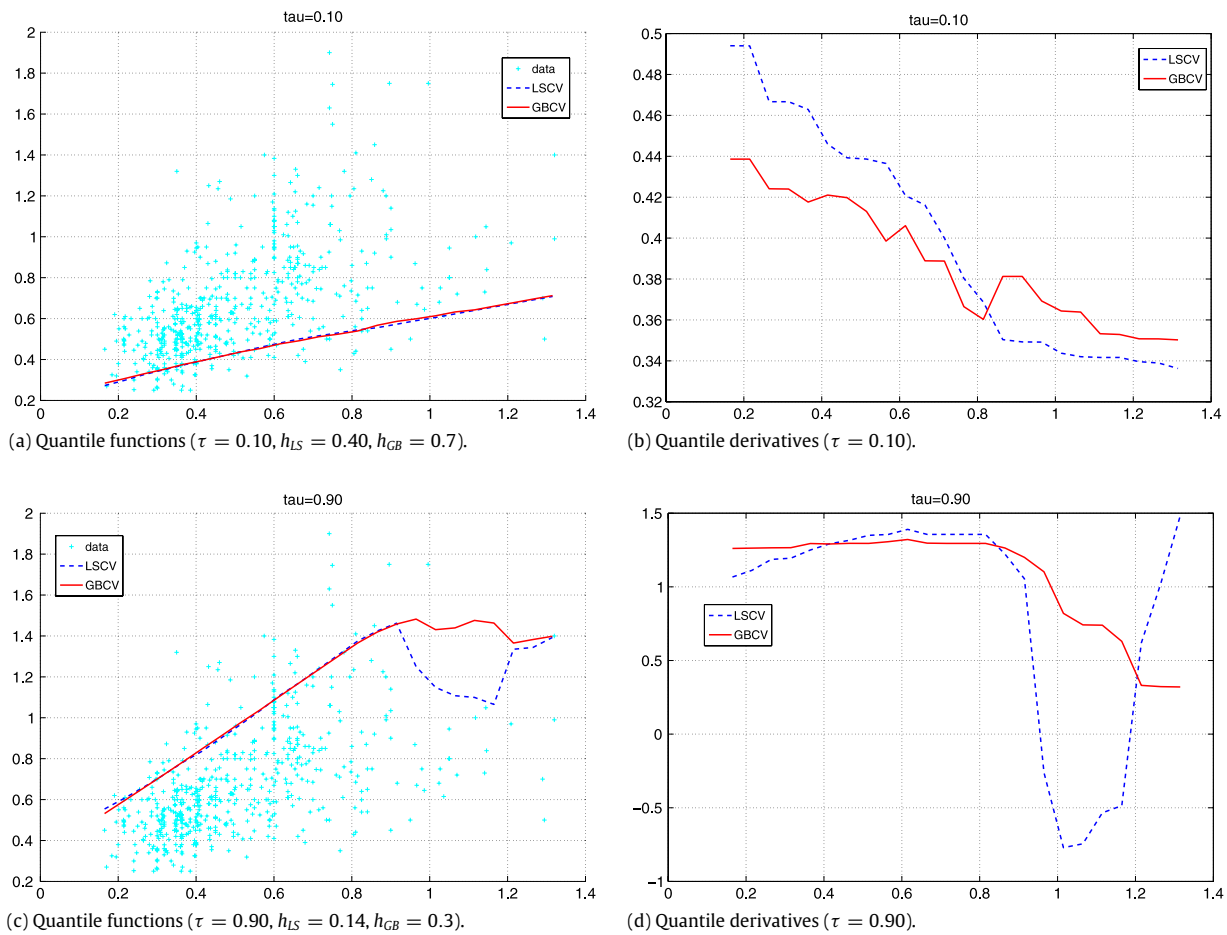 tau=0.10
2
1.8
1.6
1.4
1.2
1
0.8
0.6
0.4
0.2
data
LSCV
GBCV
0 0.2 0.4 0.6 0.8 1 1.2 1.4
(a) Quantile functions (τ = 0.10, h_LS = 0.40, h_GB = 0.7).
tau=0.10
0.5
0.48
0.46
0.44
0.42
0.4
0.38
0.36
0.34
0.32
LSCV
GBCV
0 0.2 0.4 0.6 0.8 1 1.2 1.4
(b) Quantile derivatives (τ = 0.10).
tau=0.90
2
1.8
1.6
1.4
1.2
1
0.8
0.6
0.4
0.2
data
LSCV
GBCV
0 0.2 0.4 0.6 0.8 1 1.2 1.4
(c) Quantile functions (τ = 0.90, h_LS = 0.14, h_GB = 0.3).
tau=0.90
1.5
1
0.5
0
−0.5
−1
LSCV
GBCV
0 0.2 0.4 0.6 0.8 1 1.2 1.4
(d) Quantile derivatives (τ = 0.90).